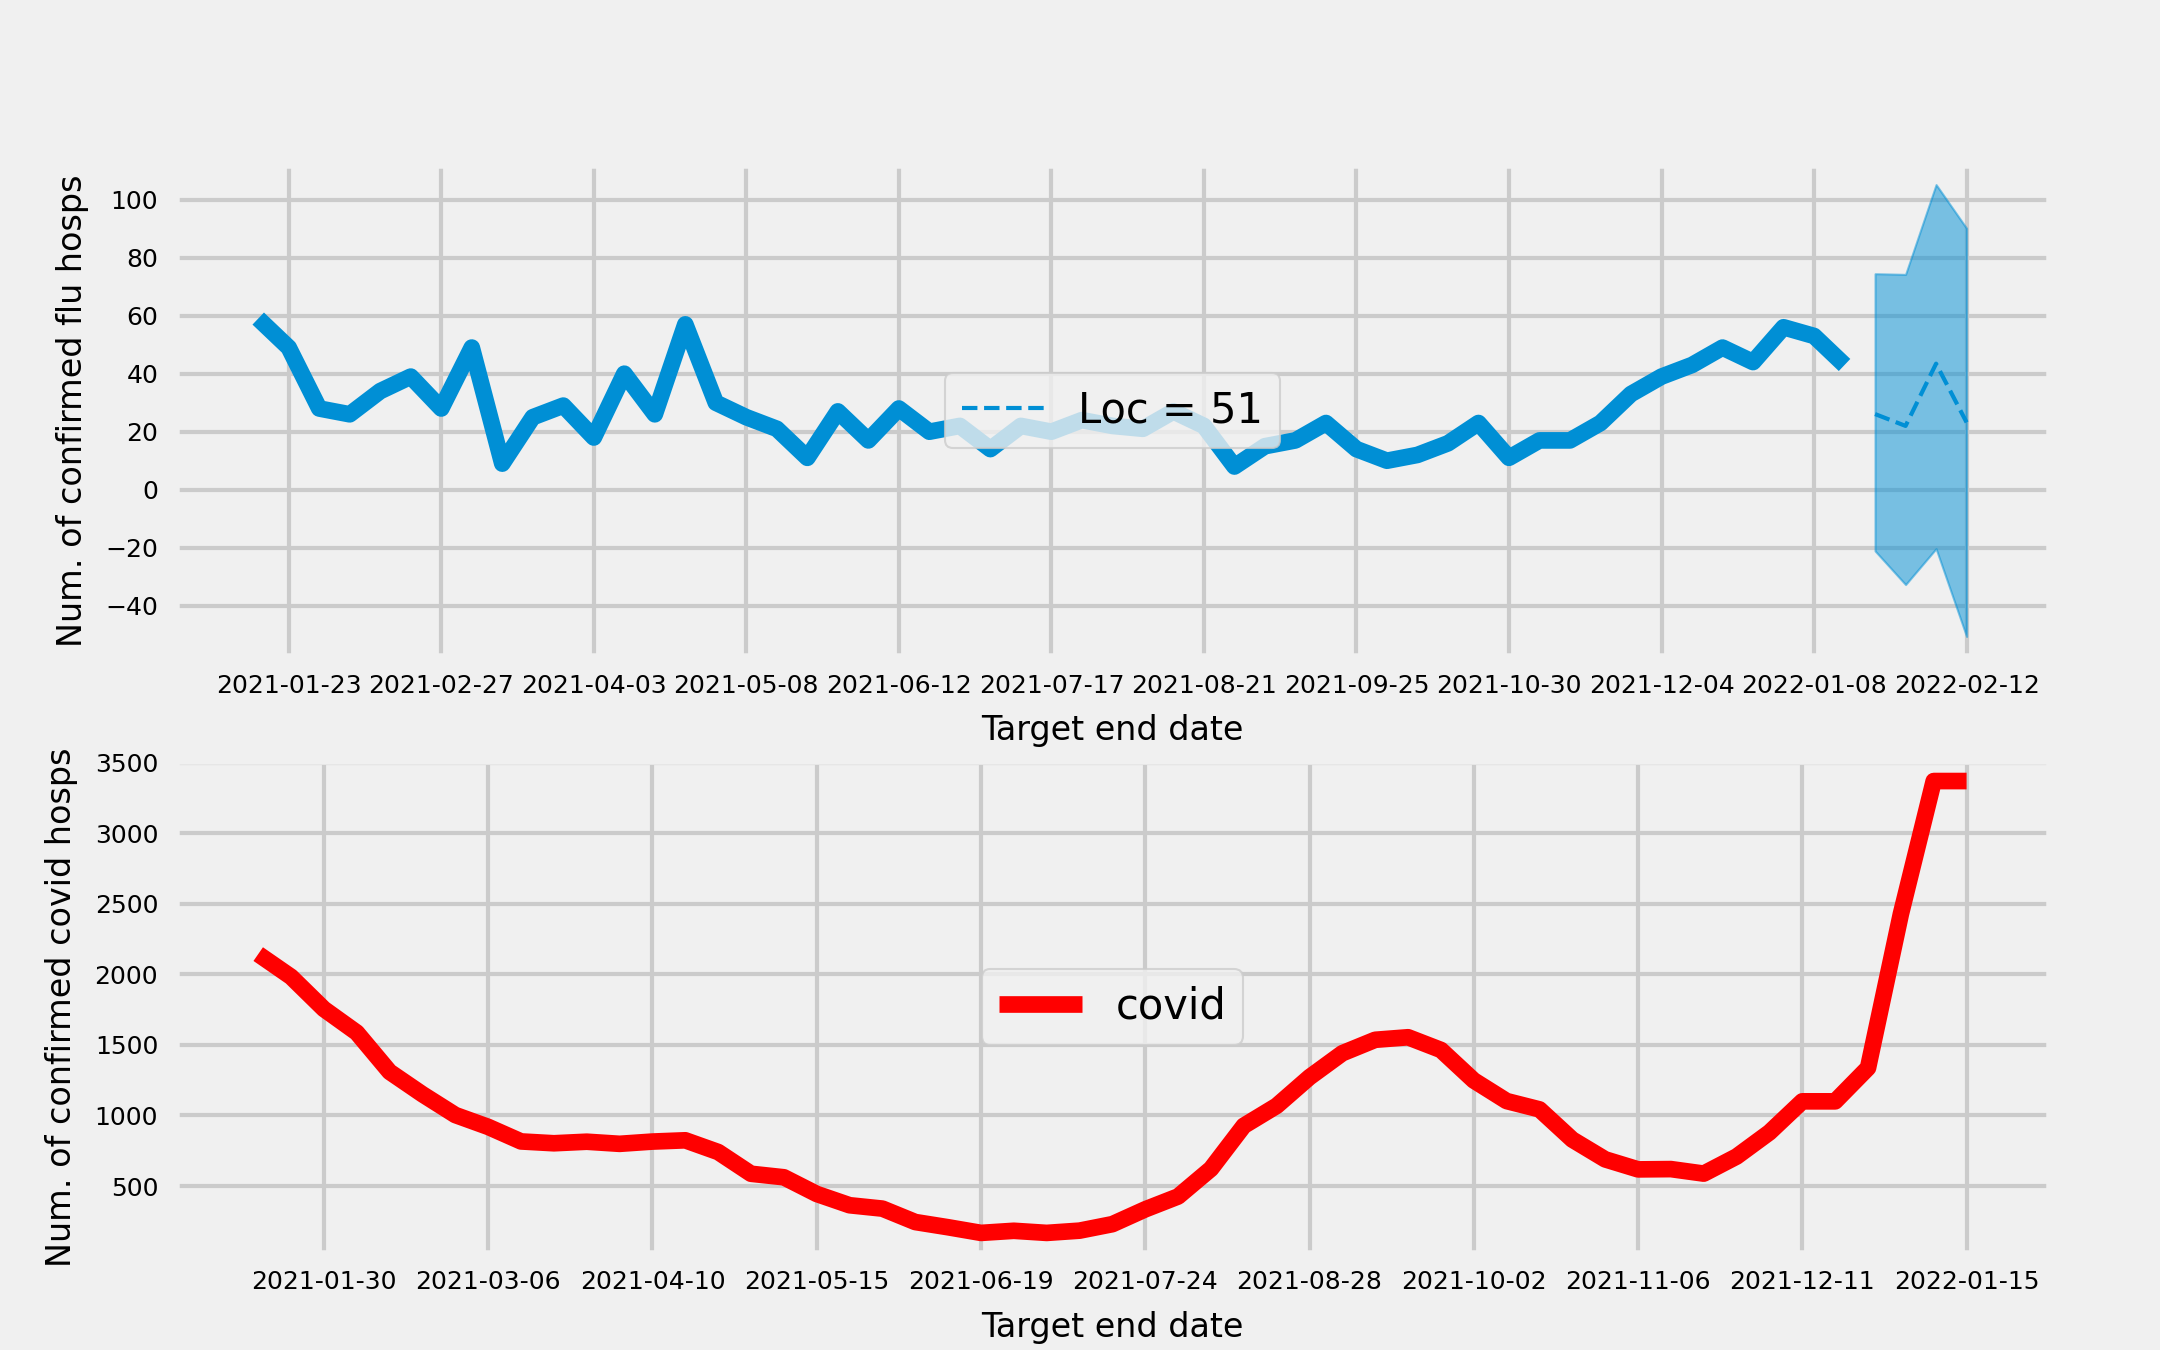 Num. of confirmed flu hosps
100
80
60
40
20
0
−20
−40
Loc = 51
2021-01-23 2021-02-27 2021-04-03 2021-05-08 2021-06-12 2021-07-17 2021-08-21 2021-09-25 2021-10-30 2021-12-04 2022-01-08 2022-02-12
Target end date
Num. of confirmed covid hosps
3500
3000
2500
2000
1500
1000
500
covid
2021-01-30 2021-03-06 2021-04-10 2021-05-15 2021-06-19 2021-07-24 2021-08-28 2021-10-02 2021-11-06 2021-12-11 2022-01-15
Target end date